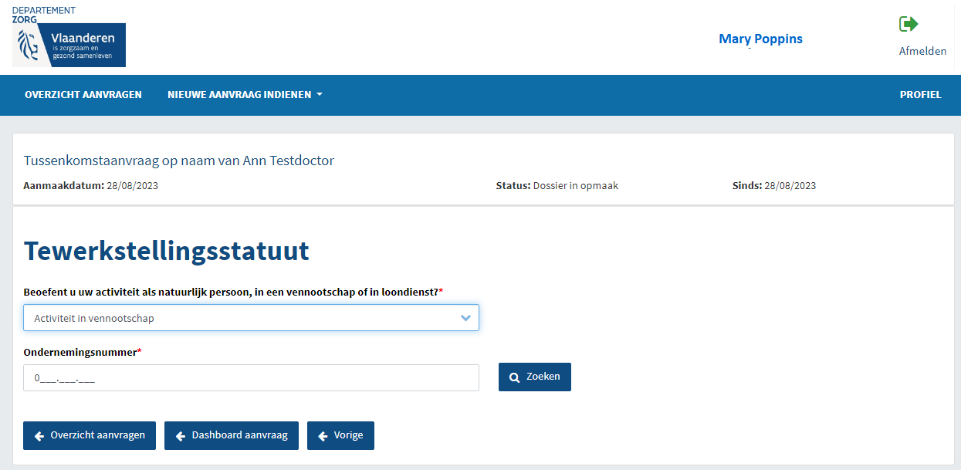 DEPARTEMENT
ZORG
Vlaanderen
is zorgzaam en
gezond samenleven
Mary Poppins
Afmelden
OVERZICHT AANVRAGEN NIEUWE AANVRAAG INDIENEN PROFIEL
Tussenkomstaanvraag op naam van Ann Testdoctor
Aanmaakdatum: 28/08/2023 Status: Dossier in opmaak Sinds: 28/08/2023
Tewerkstellingsstatuut
Beoefent u uw activiteit als natuurlijk persoon, in een vennootschap of in loondienst?*
Activiteit in vennootschap
Ondernemingsnummer*
0___.___.___ Zoeken
Overzicht aanvragen Dashboard aanvraag Vorige